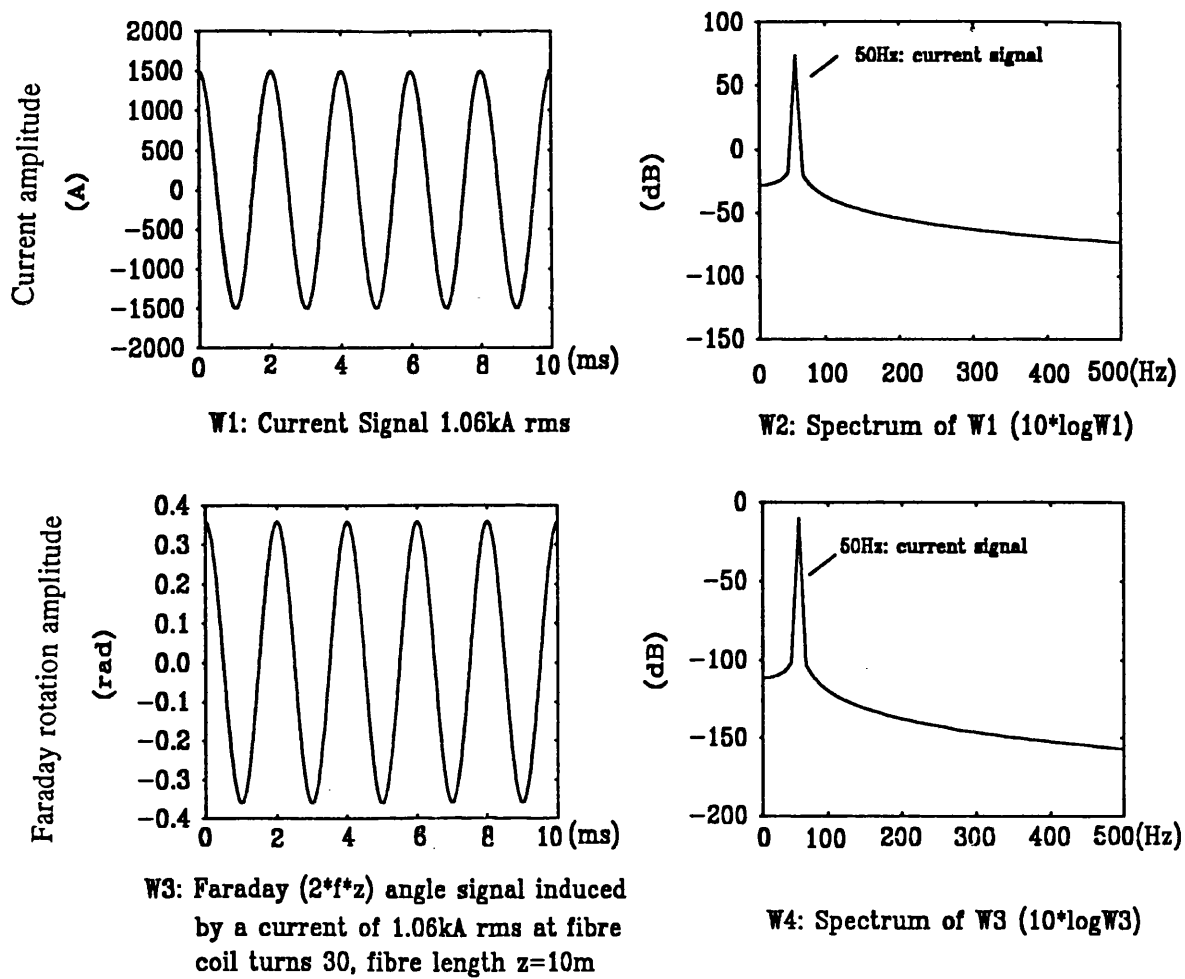 Current amplitude
(A)
2000
1500
1000
500
0
−500
−1000
−1500
−2000
0 2 4 6 8 10 (ms)
W1: Current Signal 1.06kA rms
(dB)
100
50
0
−50
−100
−150
50Hz: current signal
0 100 200 300 400 500(Hz)
W2: Spectrum of W1 (10*logW1)
Faraday rotation amplitude
(rad)
0.4
0.3
0.2
0.1
0.0
−0.1
−0.2
−0.3
−0.4
0 2 4 6 8 10 (ms)
W3: Faraday (2*f*z) angle signal induced
by a current of 1.06kA rms at fibre
coil turns 30, fibre length z=10m
(dB)
0
−50
−100
−150
−200
50Hz: current signal
0 100 200 300 400 500(Hz)
W4: Spectrum of W3 (10*logW3)